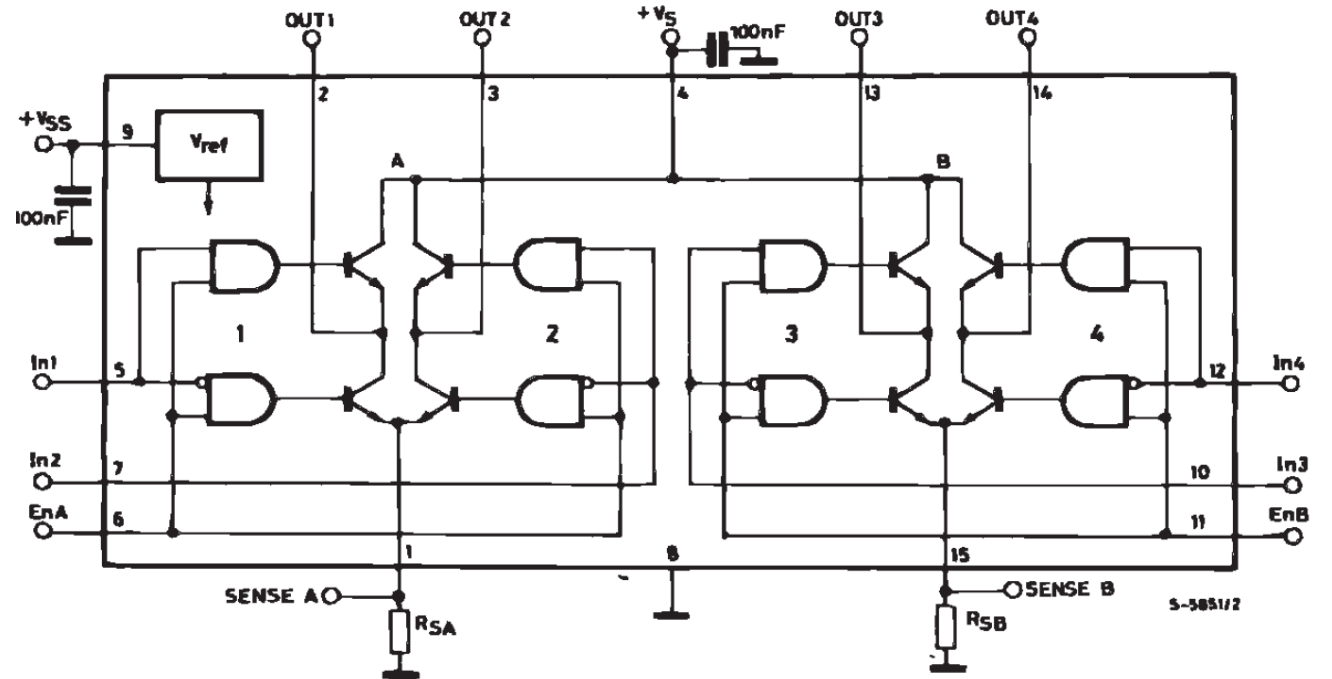 OUT1 OUT2 +VS 100nF OUT3 OUT4
2 3 4 13 14
+VSS 9 Vref
A B
100nF
1 2 3 4
In1 5 12 In4
In2 7 10 In3
EnA 6 11 EnB
1 8 15
SENSE A SENSE B
S-5851/2
RSA RSB